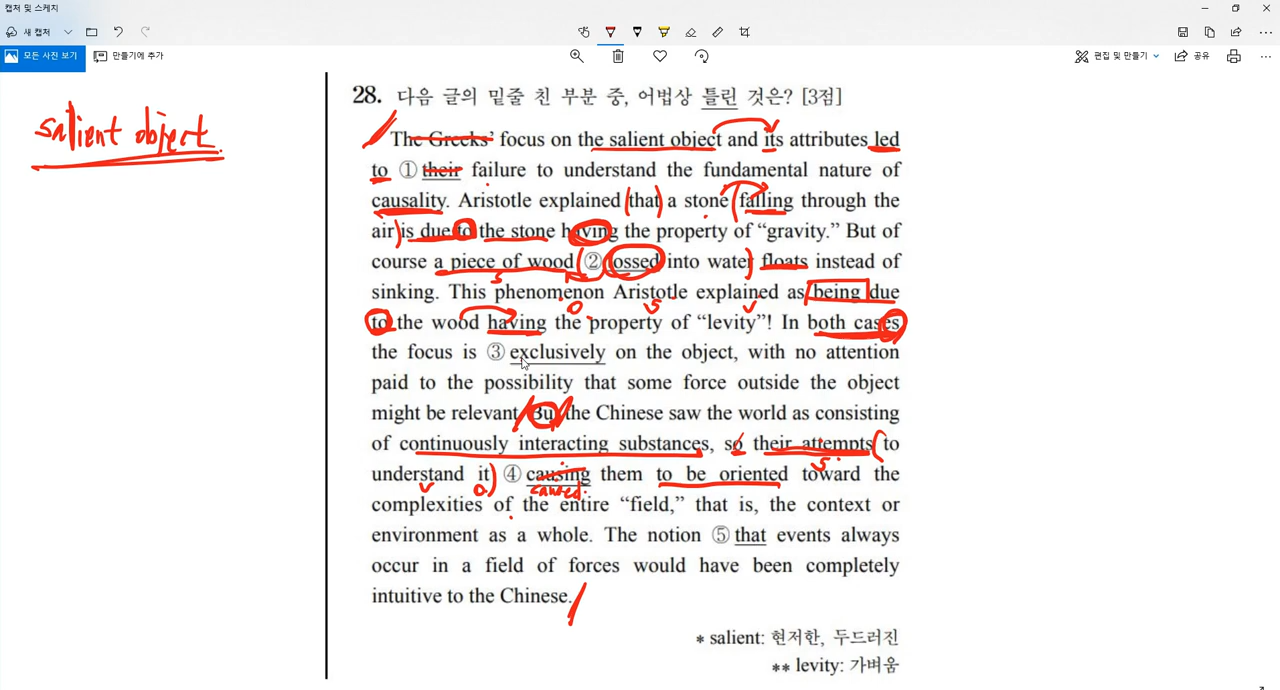 캡처 및 스케치
새 캡처
모든 사진 보기 만들기에 추가 편집 및 만들기 공유
salient object
28. 다음 글의 밑줄 친 부분 중, 어법상 틀린 것은? [3점]
The Greeks' focus on the salient object and its attributes led
to ① their failure to understand the fundamental nature of
causality. Aristotle explained that a stone falling through the
air is due to the stone having the property of “gravity.” But of
course a piece of wood ② tossed into water floats instead of
S
sinking. This phenomenon Aristotle explained as being due
O S V
to the wood having the property of “levity”! In both cases
the focus is ③ exclusively on the object, with no attention
paid to the possibility that some force outside the object
might be relevant. But the Chinese saw the world as consisting
of continuously interacting substances, so their attempts to
S
understand it ④ causing them to be oriented toward the
V O caused
complexities of the entire “field,” that is, the context or
environment as a whole. The notion ⑤ that events always
occur in a field of forces would have been completely
intuitive to the Chinese.
* salient: 현저한, 두드러진
** levity: 가벼움